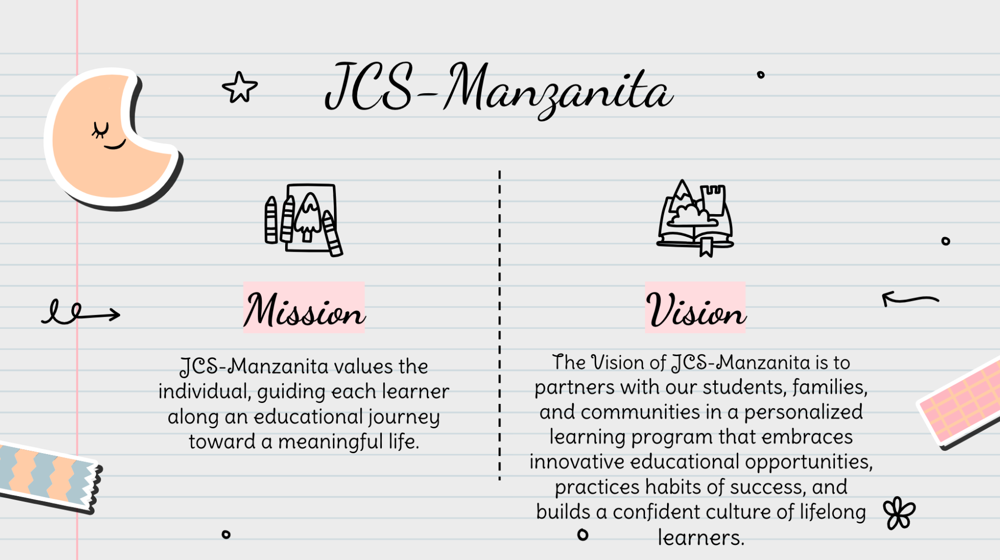 JCS-Manzanita
Mission
JCS-Manzanita values the
individual, guiding each learner
along an educational journey
toward a meaningful life.
Vision
The Vision of JCS-Manzanita is to
partners with our students, families,
and communities in a personalized
learning program that embraces
innovative educational opportunities,
practices habits of success, and
builds a confident culture of lifelong
learners.